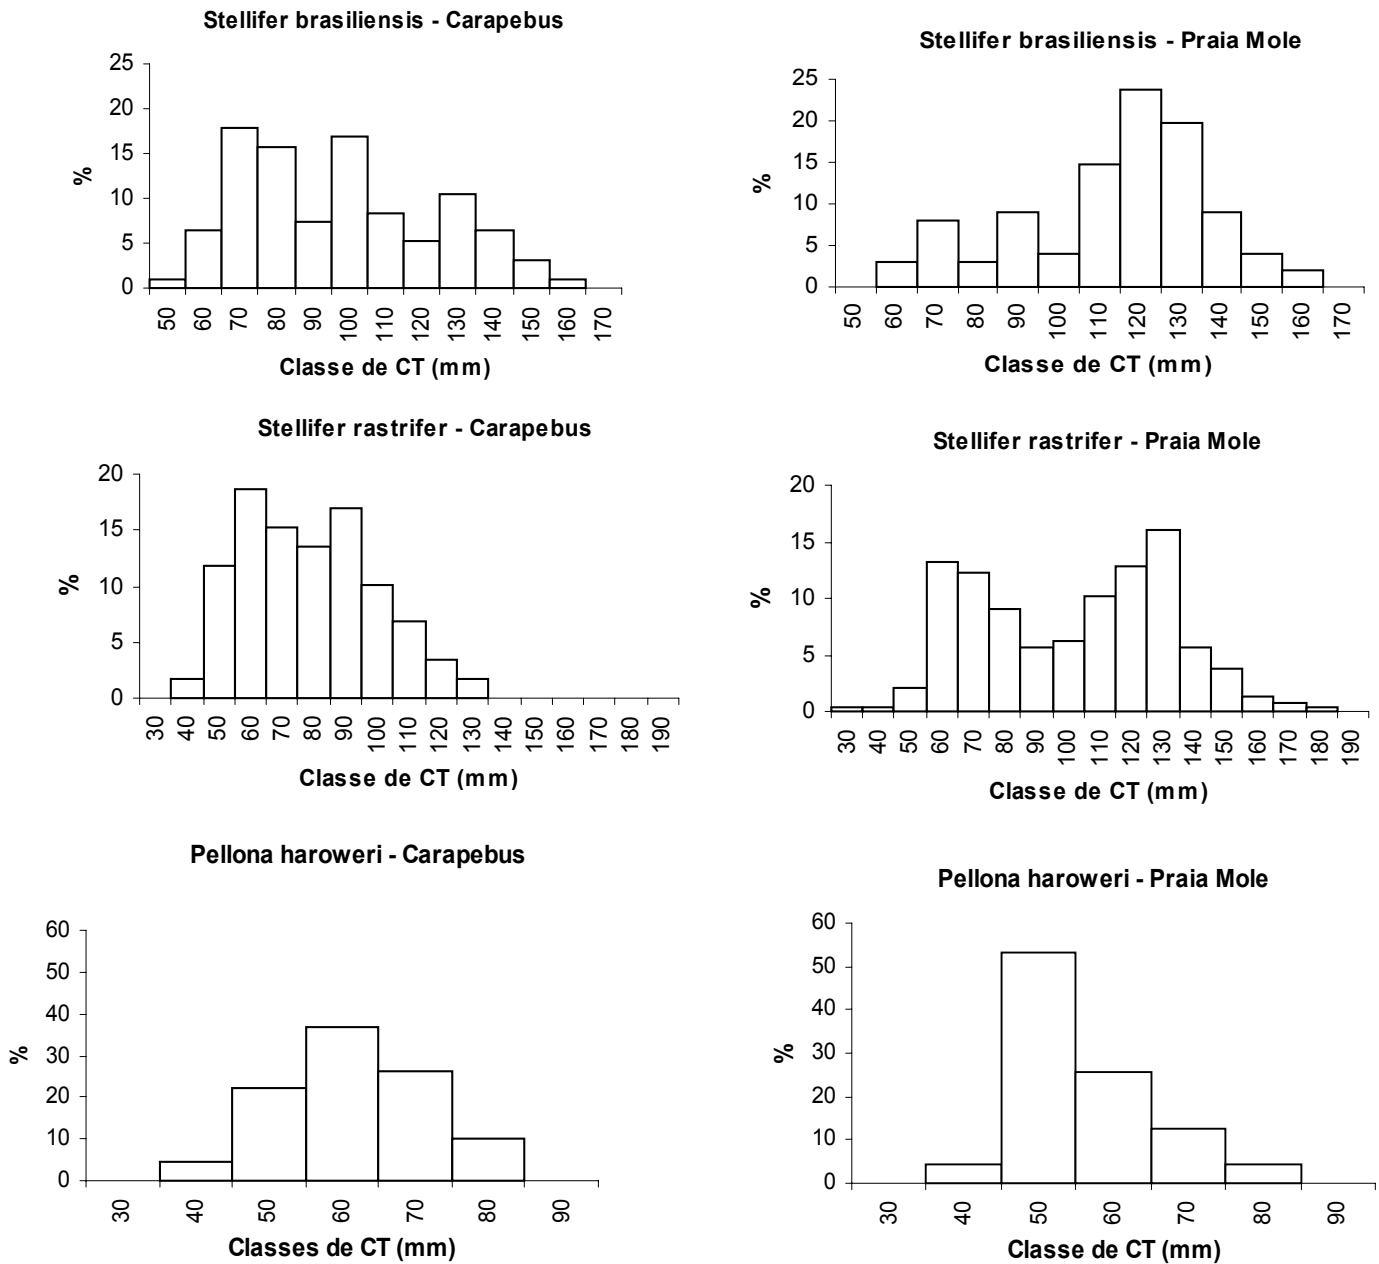 Stellifer brasiliensis - Carapebus
25
20
15
10
5
0
%
50 60 70 80 90 100 110 120 130 140 150 160 170
Classe de CT (mm)
Stellifer brasiliensis - Praia Mole
25
20
15
10
5
0
%
50 60 70 80 90 100 110 120 130 140 150 160 170
Classe de CT (mm)
Stellifer rastrifer - Carapebus
20
15
10
5
0
%
30 40 50 60 70 80 90 100 110 120 130 140 150 160 170 180 190
Classe de CT (mm)
Stellifer rastrifer - Praia Mole
20
15
10
5
0
%
30 40 50 60 70 80 90 100 110 120 130 140 150 160 170 180 190
Classe de CT (mm)
Pellona haroweri - Carapebus
60
50
40
30
20
10
0
%
30 40 50 60 70 80 90
Classes de CT (mm)
Pellona haroweri - Praia Mole
60
50
40
30
20
10
0
%
30 40 50 60 70 80 90
Classe de CT (mm)